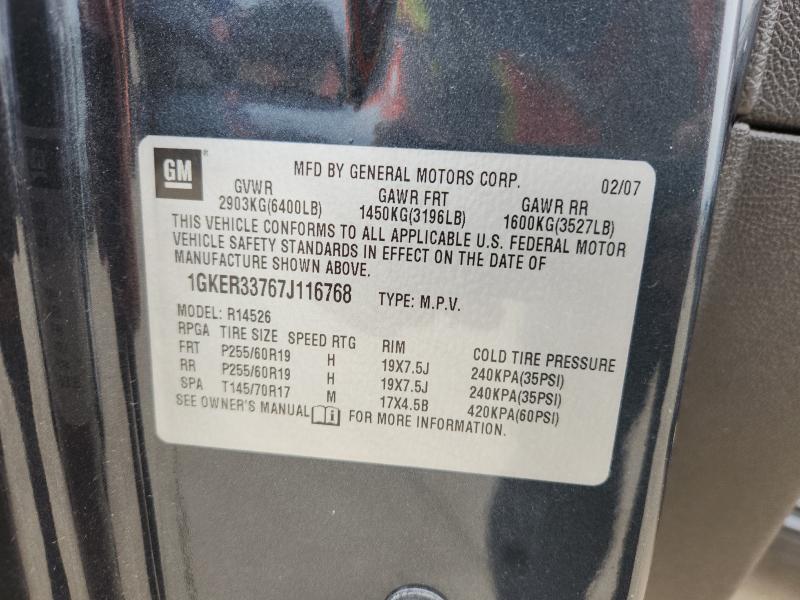 GM® MFD BY GENERAL MOTORS CORP. 02/07
GVWR GAWR FRT GAWR RR
2903KG(6400LB) 1450KG(3196LB) 1600KG(3527LB)
THIS VEHICLE CONFORMS TO ALL APPLICABLE U.S. FEDERAL MOTOR
VEHICLE SAFETY STANDARDS IN EFFECT ON THE DATE OF
MANUFACTURE SHOWN ABOVE.
1GKER33767J116768 TYPE: M.P.V.
MODEL: R14526
RPGA TIRE SIZE SPEED RTG RIM COLD TIRE PRESSURE
FRT P255/60R19 H 19X7.5J 240KPA(35PSI)
RR P255/60R19 H 19X7.5J 240KPA(35PSI)
SPA T145/70R17 M 17X4.5B 420KPA(60PSI)
SEE OWNER'S MANUAL i FOR MORE INFORMATION.